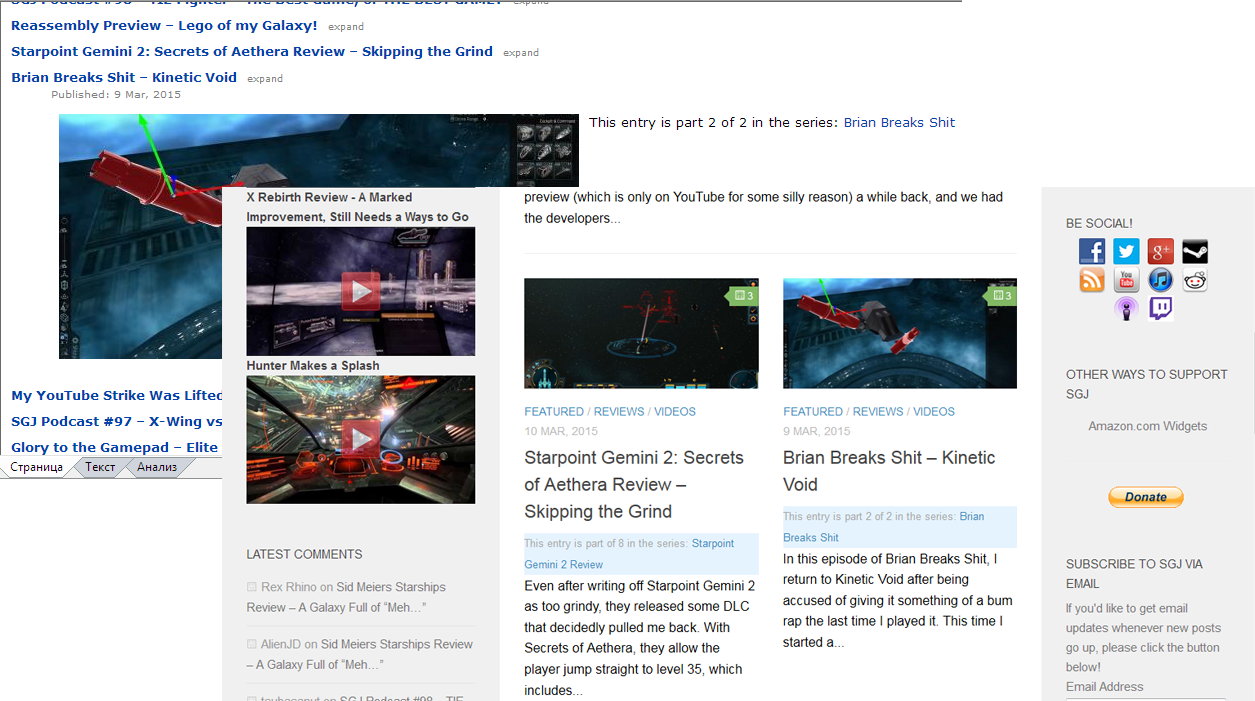 SGJ Podcast #98 – TIE Fighter – The Best Game, or THE BEST GAME? expand
Reassembly Preview – Lego of my Galaxy! expand
Starpoint Gemini 2: Secrets of Aethera Review – Skipping the Grind expand
Brian Breaks Shit – Kinetic Void expand
Published: 9 Mar, 2015
This entry is part 2 of 2 in the series: Brian Breaks Shit
My YouTube Strike Was Lifted
SGJ Podcast #97 – X-Wing vs
Glory to the Gamepad – Elite
Страница Текст Анализ
X Rebirth Review - A Marked
Improvement, Still Needs a Ways to Go
Hunter Makes a Splash
LATEST COMMENTS
Rex Rhino on Sid Meiers Starships
Review – A Galaxy Full of “Meh…”
AlienJD on Sid Meiers Starships Review
– A Galaxy Full of “Meh…”
on SGJ Podcast #98 – TIE
preview (which is only on YouTube for some silly reason) a while back, and we had
the developers...
3
FEATURED / REVIEWS / VIDEOS
10 MAR, 2015
Starpoint Gemini 2: Secrets
of Aethera Review –
Skipping the Grind
This entry is part of 8 in the series: Starpoint
Gemini 2 Review
Even after writing off Starpoint Gemini 2
as too grindy, they released some DLC
that decidedly pulled me back. With
Secrets of Aethera, they allow the
player jump straight to level 35, which
includes...
3
FEATURED / REVIEWS / VIDEOS
9 MAR, 2015
Brian Breaks Shit – Kinetic
Void
This entry is part 2 of 2 in the series: Brian
Breaks Shit
In this episode of Brian Breaks Shit, I
return to Kinetic Void after being
accused of giving it something of a bum
rap the last time I played it. This time I
started a...
BE SOCIAL!
You
Tube
OTHER WAYS TO SUPPORT
SGJ
Amazon.com Widgets
Donate
SUBSCRIBE TO SGJ VIA
EMAIL
If you'd like to get email
updates whenever new posts
go up, please click the button
below!
Email Address